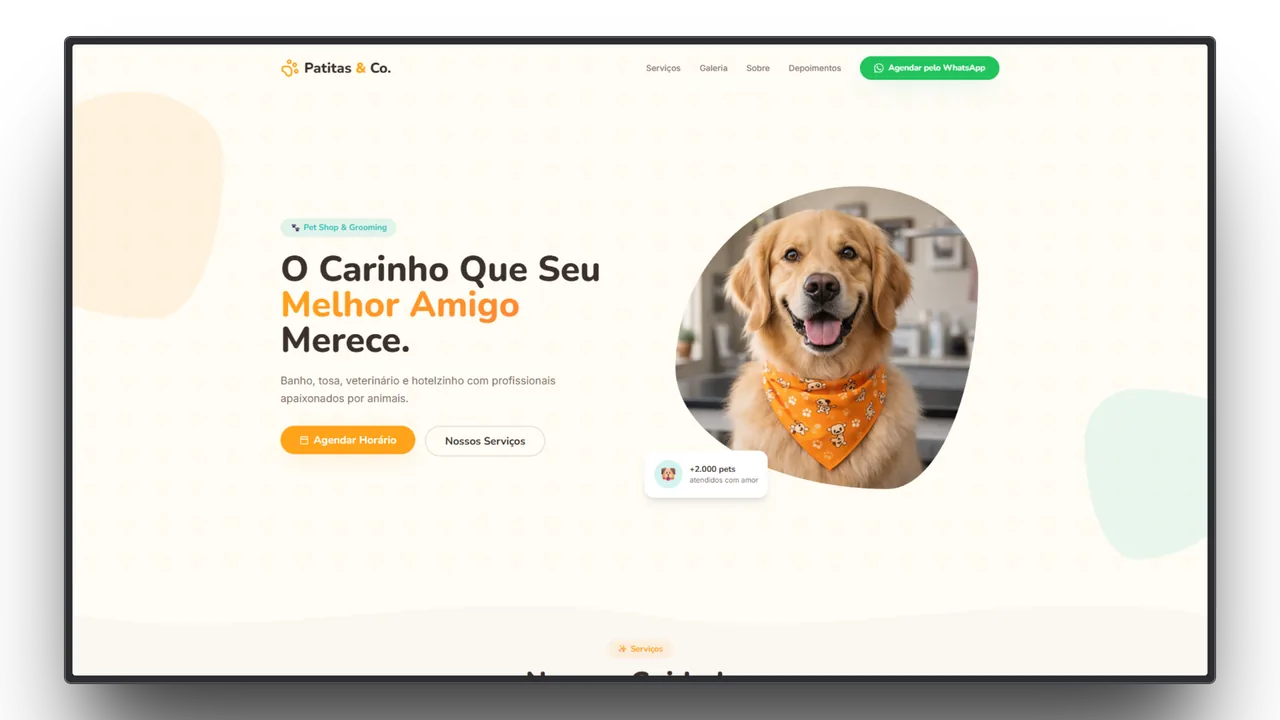 Patitas & Co.
Serviços
Galeria
Sobre
Depoimentos
Agendar pelo WhatsApp
Pet Shop & Grooming
O Carinho Que Seu
Melhor Amigo
Merece.
Banho, tosa, veterinário e hotelzinho com profissionais
apaixonados por animais.
Agendar Horário
Nossos Serviços
+2.000 pets
atendidos com amor
Serviços